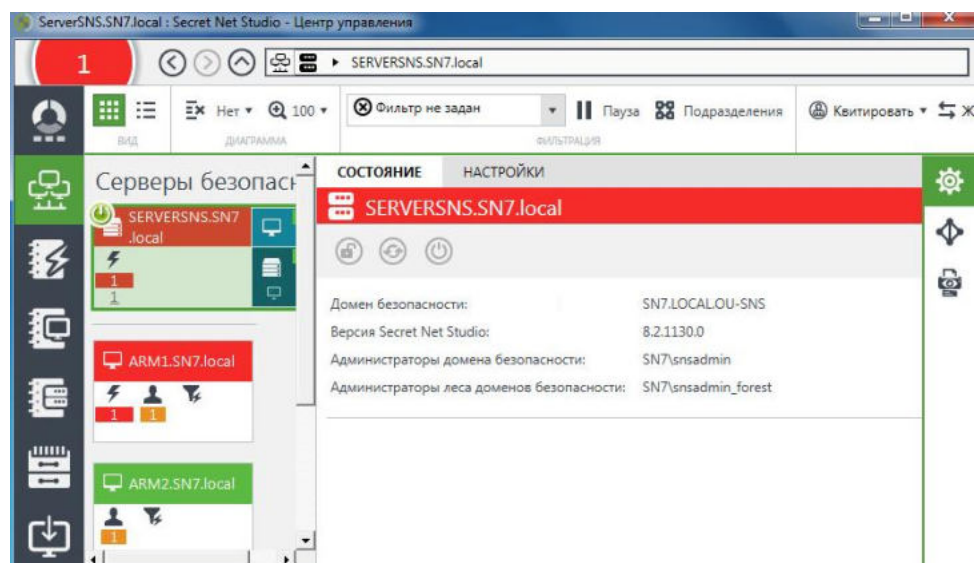 ServerSNS.SN7.local : Secret Net Studio - Центр управления
1
SERVERSNS.SN7.local
Нет
100
Фильтр не задан
Пауза
Подразделения
Квитировать
Ж
ВИД
ДИАГРАММА
ФИЛЬТРАЦИЯ
Серверы безопасн
СОСТОЯНИЕ
НАСТРОЙКИ
SERVERSNS.SN7
.local
1
1
SERVERSNS.SN7.local
Домен безопасности: SN7.LOCAL.OU-SNS
Версия Secret Net Studio: 8.2.1130.0
Администраторы домена безопасности: SN7\snsadmin
Администраторы леса доменов безопасности: SN7\snsadmin_forest
ARM1.SN7.local
1 1
ARM2.SN7.local
1